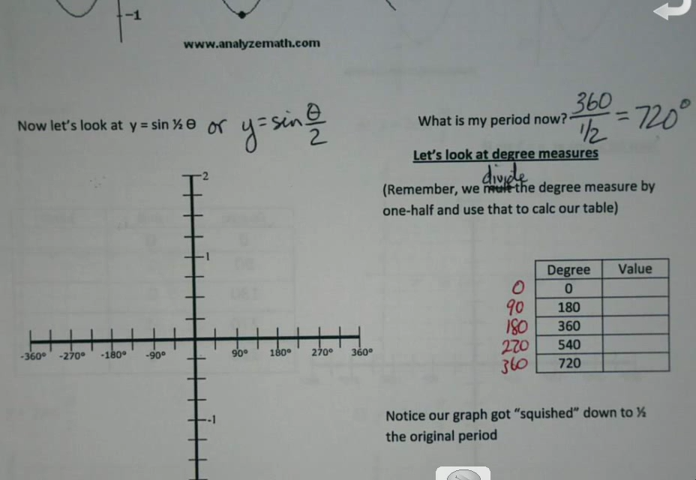 -1
www.analyzemath.com
Now let's look at y = sin ½ θ or y = sin θ/2
What is my period now? 360/1/2 = 720°
Let's look at degree measures
divide
(Remember, we mult the degree measure by
one-half and use that to calc our table)
2
1
-360° -270° -180° -90° 90° 180° 270° 360°
-1
Degree Value
0 0
90 180
180 360
270 540
360 720
Notice our graph got "squished" down to ½
the original period